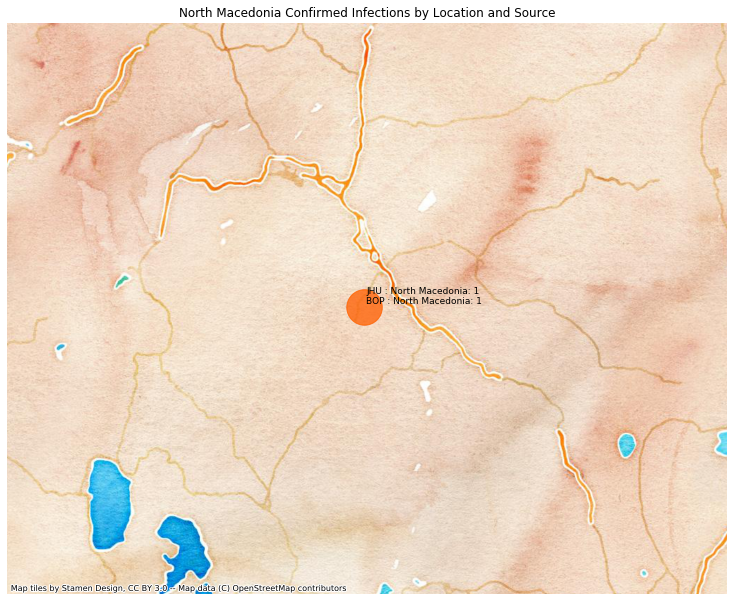 North Macedonia Confirmed Infections by Location and Source
JHU : North Macedonia: 1
BOP : North Macedonia: 1
Map tiles by Stamen Design, CC BY 3.0 -- Map data (C) OpenStreetMap contributors